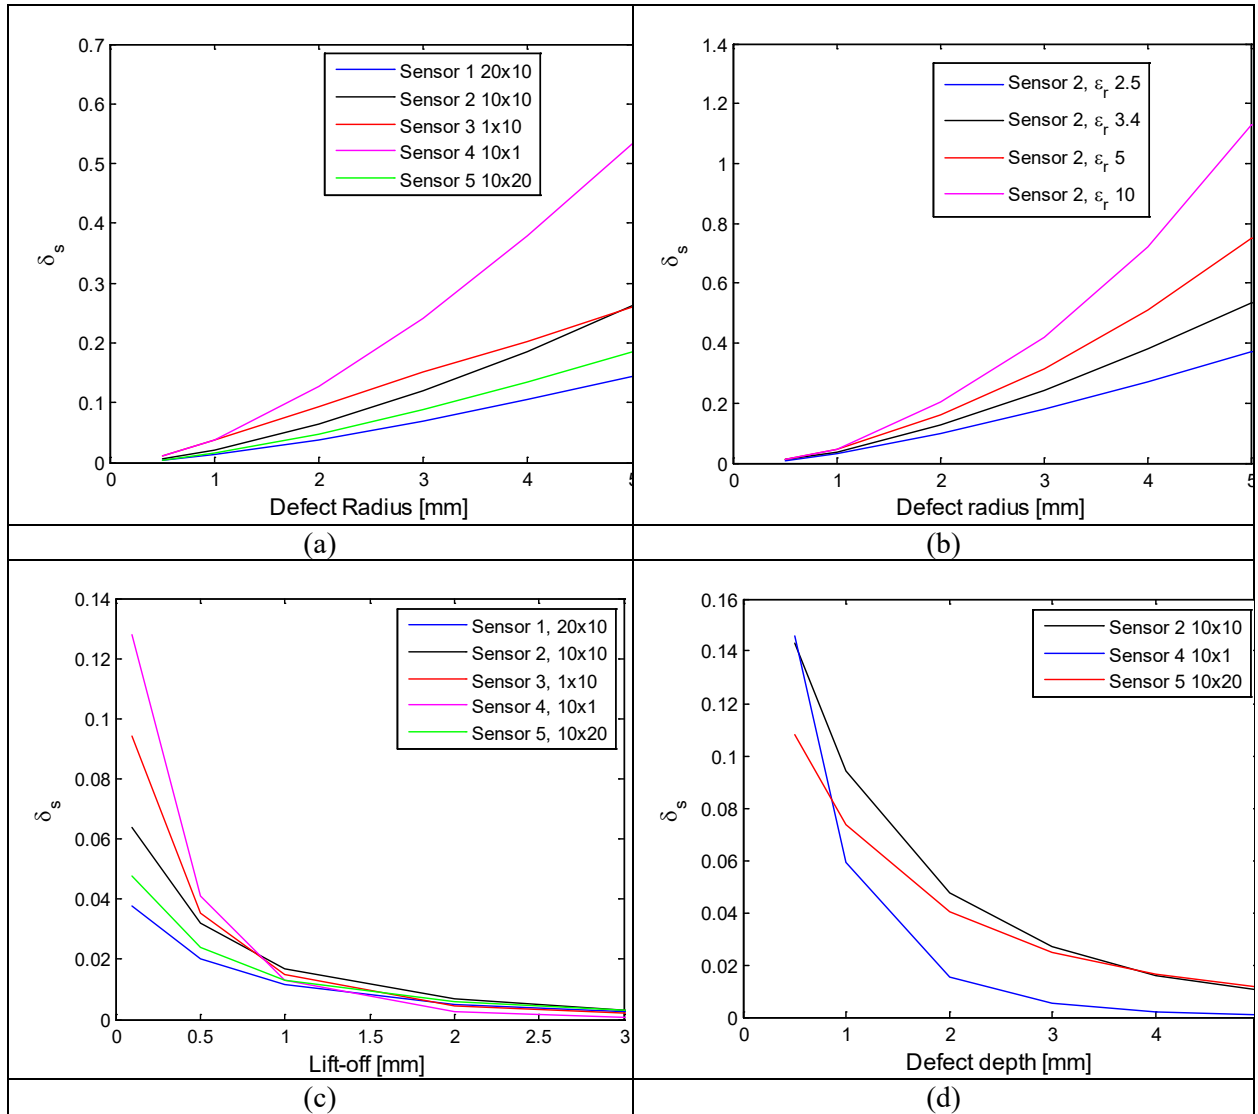 0.7
0.6
0.5
0.4
0.3
0.2
0.1
0
δs
Sensor 1 20x10
Sensor 2 10x10
Sensor 3 1x10
Sensor 4 10x1
Sensor 5 10x20
0 1 2 3 4 5
Defect Radius [mm]
(a)
1.4
1.2
1
0.8
0.6
0.4
0.2
0
δs
Sensor 2, εr 2.5
Sensor 2, εr 3.4
Sensor 2, εr 5
Sensor 2, εr 10
0 1 2 3 4 5
Defect radius [mm]
(b)
0.14
0.12
0.1
0.08
0.06
0.04
0.02
0
δs
Sensor 1, 20x10
Sensor 2, 10x10
Sensor 3, 1x10
Sensor 4, 10x1
Sensor 5, 10x20
0 0.5 1 1.5 2 2.5 3
Lift-off [mm]
(c)
0.16
0.14
0.12
0.1
0.08
0.06
0.04
0.02
0
δs
Sensor 2 10x10
Sensor 4 10x1
Sensor 5 10x20
0 1 2 3 4
Defect depth [mm]
(d)